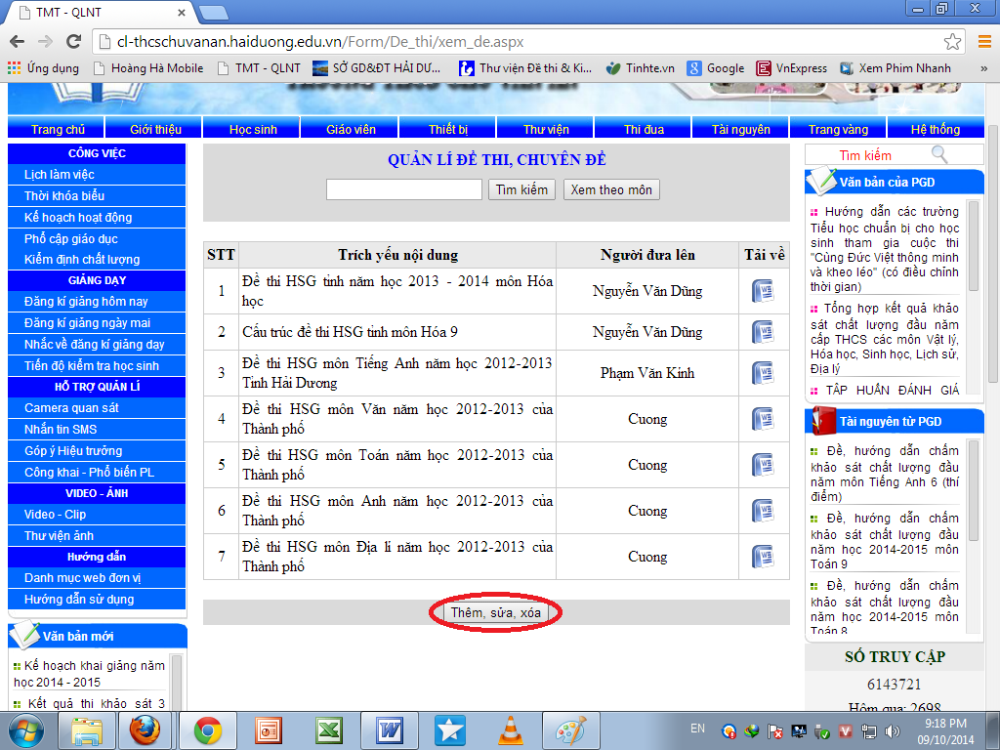 TMT - QLNT
cl-thcschuvanan.haiduong.edu.vn/Form/De_thi/xem_de.aspx
Ứng dụng
Hoàng Hà Mobile
TMT - QLNT
SỞ GD&ĐT HẢI DƯ...
Thư viện Đề thi & Ki...
Tinhte.vn
Google
VnExpress
Xem Phim Nhanh
»
Trang chủ
Giới thiệu
Học sinh
Giáo viên
Thiết bị
Thư viện
Thi đua
Tài nguyên
Trang vàng
Hệ thống
CÔNG VIỆC
Lịch làm việc
Thời khóa biểu
Kế hoạch hoạt động
Phổ cập giáo dục
Kiểm định chất lượng
GIẢNG DẠY
Đăng kí giảng hôm nay
Đăng kí giảng ngày mai
Nhắc về đăng kí giảng dạy
Tiến độ kiểm tra học sinh
HỖ TRỢ QUẢN LÍ
Camera quan sát
Nhắn tin SMS
Góp ý Hiệu trưởng
Công khai - Phổ biến PL
VIDEO - ẢNH
Video - Clip
Thư viện ảnh
Hướng dẫn
Danh mục web đơn vị
Hướng dẫn sử dụng
Văn bản mới
Kế hoạch khai giảng năm
học 2014 - 2015
Kết quả thi khảo sát 3
QUẢN LÍ ĐỀ THI, CHUYÊN ĐỀ
Tìm kiếm
Xem theo môn
STT Trích yếu nội dung Người đưa lên Tải về
1 Đề thi HSG tỉnh năm học 2013 - 2014 môn Hóa
học Nguyễn Văn Dũng
2 Cấu trúc đề thi HSG tỉnh môn Hóa 9 Nguyễn Văn Dũng
3 Đề thi HSG môn Tiếng Anh năm học 2012-2013
Tỉnh Hải Dương Phạm Văn Kỉnh
4 Đề thi HSG môn Văn năm học 2012-2013 của
Thành phố Cuong
5 Đề thi HSG môn Toán năm học 2012-2013 của
Thành phố Cuong
6 Đề thi HSG môn Anh năm học 2012-2013 của
Thành phố Cuong
7 Đề thi HSG môn Địa lí năm học 2012-2013 của
Thành phố Cuong
Thêm, sửa, xóa
Tìm kiếm
Văn bản của PGD
Hướng dẫn các trường
Tiểu học chuẩn bị cho học
sinh tham gia cuộc thi
"Cùng Đức Việt thông minh
và khéo léo" (có điều chỉnh
thời gian)
Tổng hợp kết quả khảo
sát chất lượng đầu năm
cấp THCS các môn Vật lý,
Hóa học, Sinh học, Lịch sử,
Địa lý
TẬP HUẤN ĐÁNH GIÁ
Tài nguyên từ PGD
Đề, hướng dẫn chấm
khảo sát chất lượng đầu
năm môn Tiếng Anh 6 (thí
điểm)
Đề, hướng dẫn chấm
khảo sát chất lượng đầu
năm học 2014-2015 môn
Toán 9
Đề, hướng dẫn chấm
khảo sát chất lượng đầu
năm học 2014-2015 môn
Toán 8
SỐ TRUY CẬP
6143721
Hôm qua: 2698
EN
9:18 PM
09/10/2014